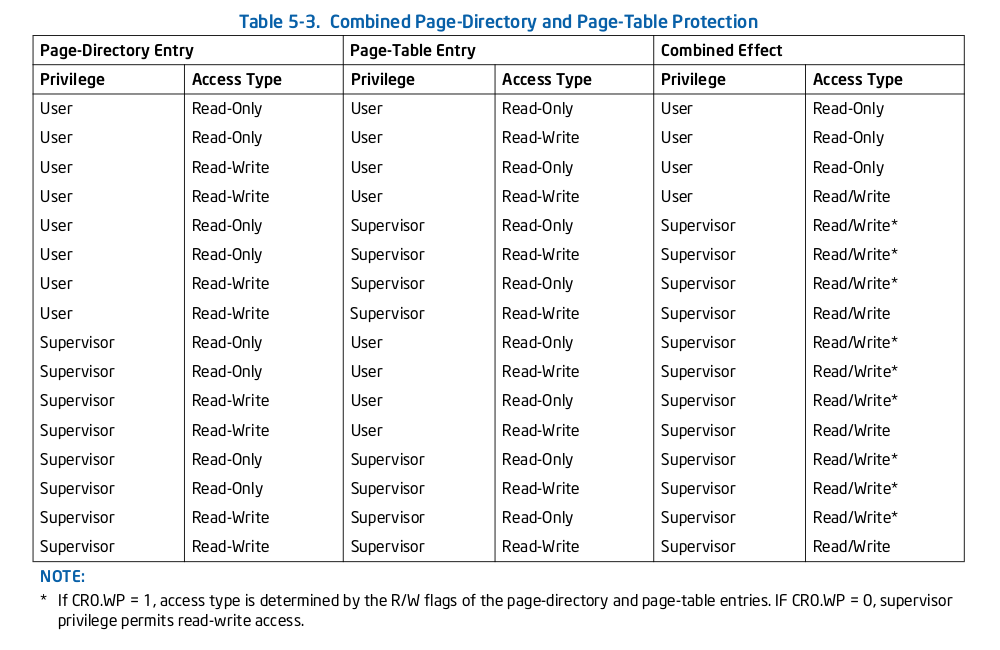 Table 5-3. Combined Page-Directory and Page-Table Protection
Page-Directory Entry Page-Table Entry Combined Effect
Privilege Access Type Privilege Access Type Privilege Access Type
User Read-Only User Read-Only User Read-Only
User Read-Only User Read-Write User Read-Only
User Read-Write User Read-Only User Read-Only
User Read-Write User Read-Write User Read/Write
User Read-Only Supervisor Read-Only Supervisor Read/Write*
User Read-Only Supervisor Read-Write Supervisor Read/Write*
User Read-Write Supervisor Read-Only Supervisor Read/Write*
User Read-Write Supervisor Read-Write Supervisor Read/Write
Supervisor Read-Only User Read-Only Supervisor Read/Write*
Supervisor Read-Only User Read-Write Supervisor Read/Write*
Supervisor Read-Write User Read-Only Supervisor Read/Write*
Supervisor Read-Write User Read-Write Supervisor Read/Write
Supervisor Read-Only Supervisor Read-Only Supervisor Read/Write*
Supervisor Read-Only Supervisor Read-Write Supervisor Read/Write*
Supervisor Read-Write Supervisor Read-Only Supervisor Read/Write*
Supervisor Read-Write Supervisor Read-Write Supervisor Read/Write
NOTE:
* If CR0.WP = 1, access type is determined by the R/W flags of the page-directory and page-table entries. IF CR0.WP = 0, supervisor
privilege permits read-write access.